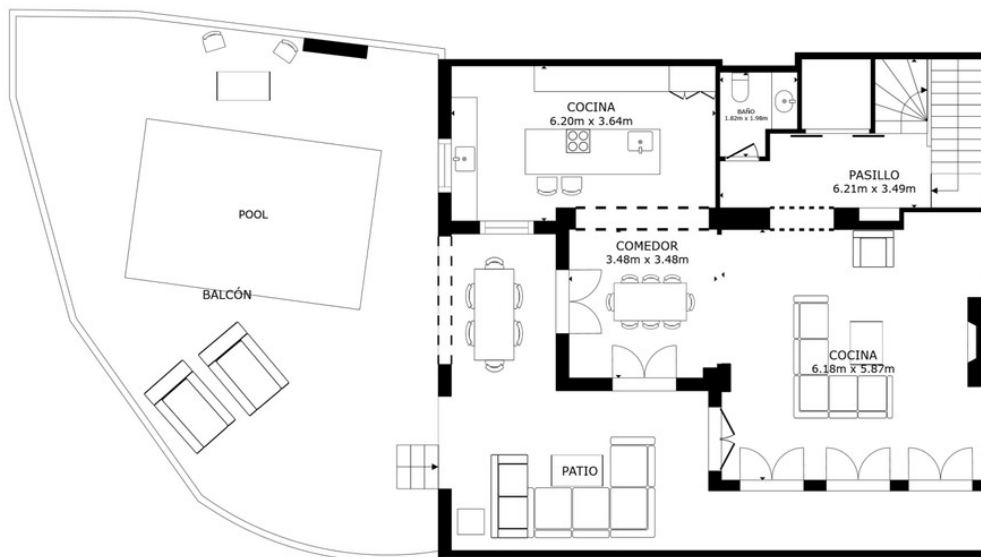 COCINA
6.20m x 3.64m
BAÑO
1.82m x 1.98m
PASILLO
6.21m x 3.49m
POOL
BALCÓN
COMEDOR
3.48m x 3.48m
COCINA
6.18m x 5.87m
PATIO